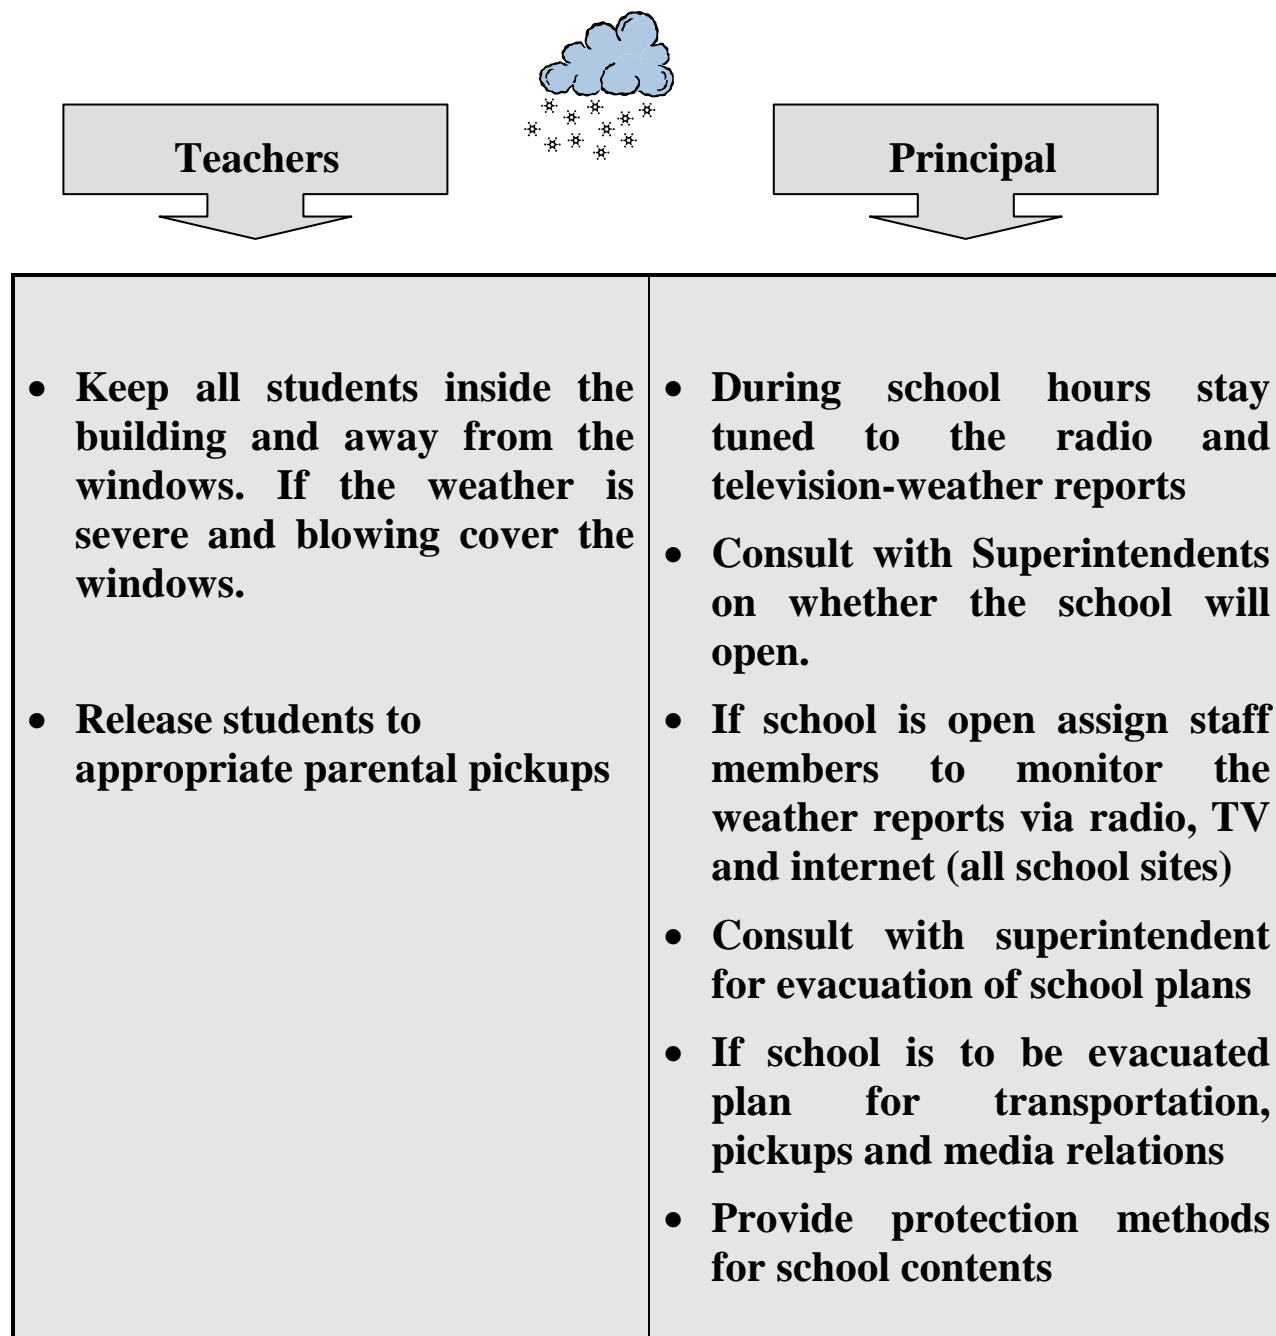 Teachers
Principal
• Keep all students inside the
building and away from the
windows. If the weather is
severe and blowing cover the
windows.
• Release students to
appropriate parental pickups
• During school hours stay
tuned to the radio and
television-weather reports
• Consult with Superintendents
on whether the school will
open.
• If school is open assign staff
members to monitor the
weather reports via radio, TV
and internet (all school sites)
• Consult with superintendent
for evacuation of school plans
• If school is to be evacuated
plan for transportation,
pickups and media relations
• Provide protection methods
for school contents